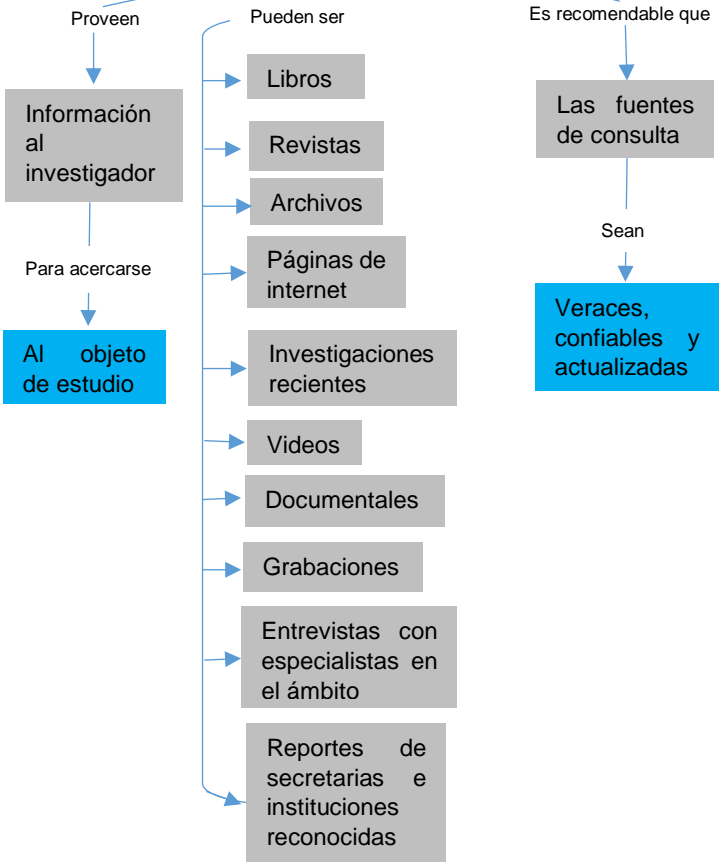 Proveen
Información
al
investigador
Para acercarse
Al objeto
de estudio
Pueden ser
Libros
Revistas
Archivos
Páginas de
internet
Investigaciones
recientes
Videos
Documentales
Grabaciones
Entrevistas con
especialistas en
el ámbito
Reportes de
secretarias e
instituciones
reconocidas
Es recomendable que
Las fuentes
de consulta
Sean
Veraces,
confiables y
actualizadas